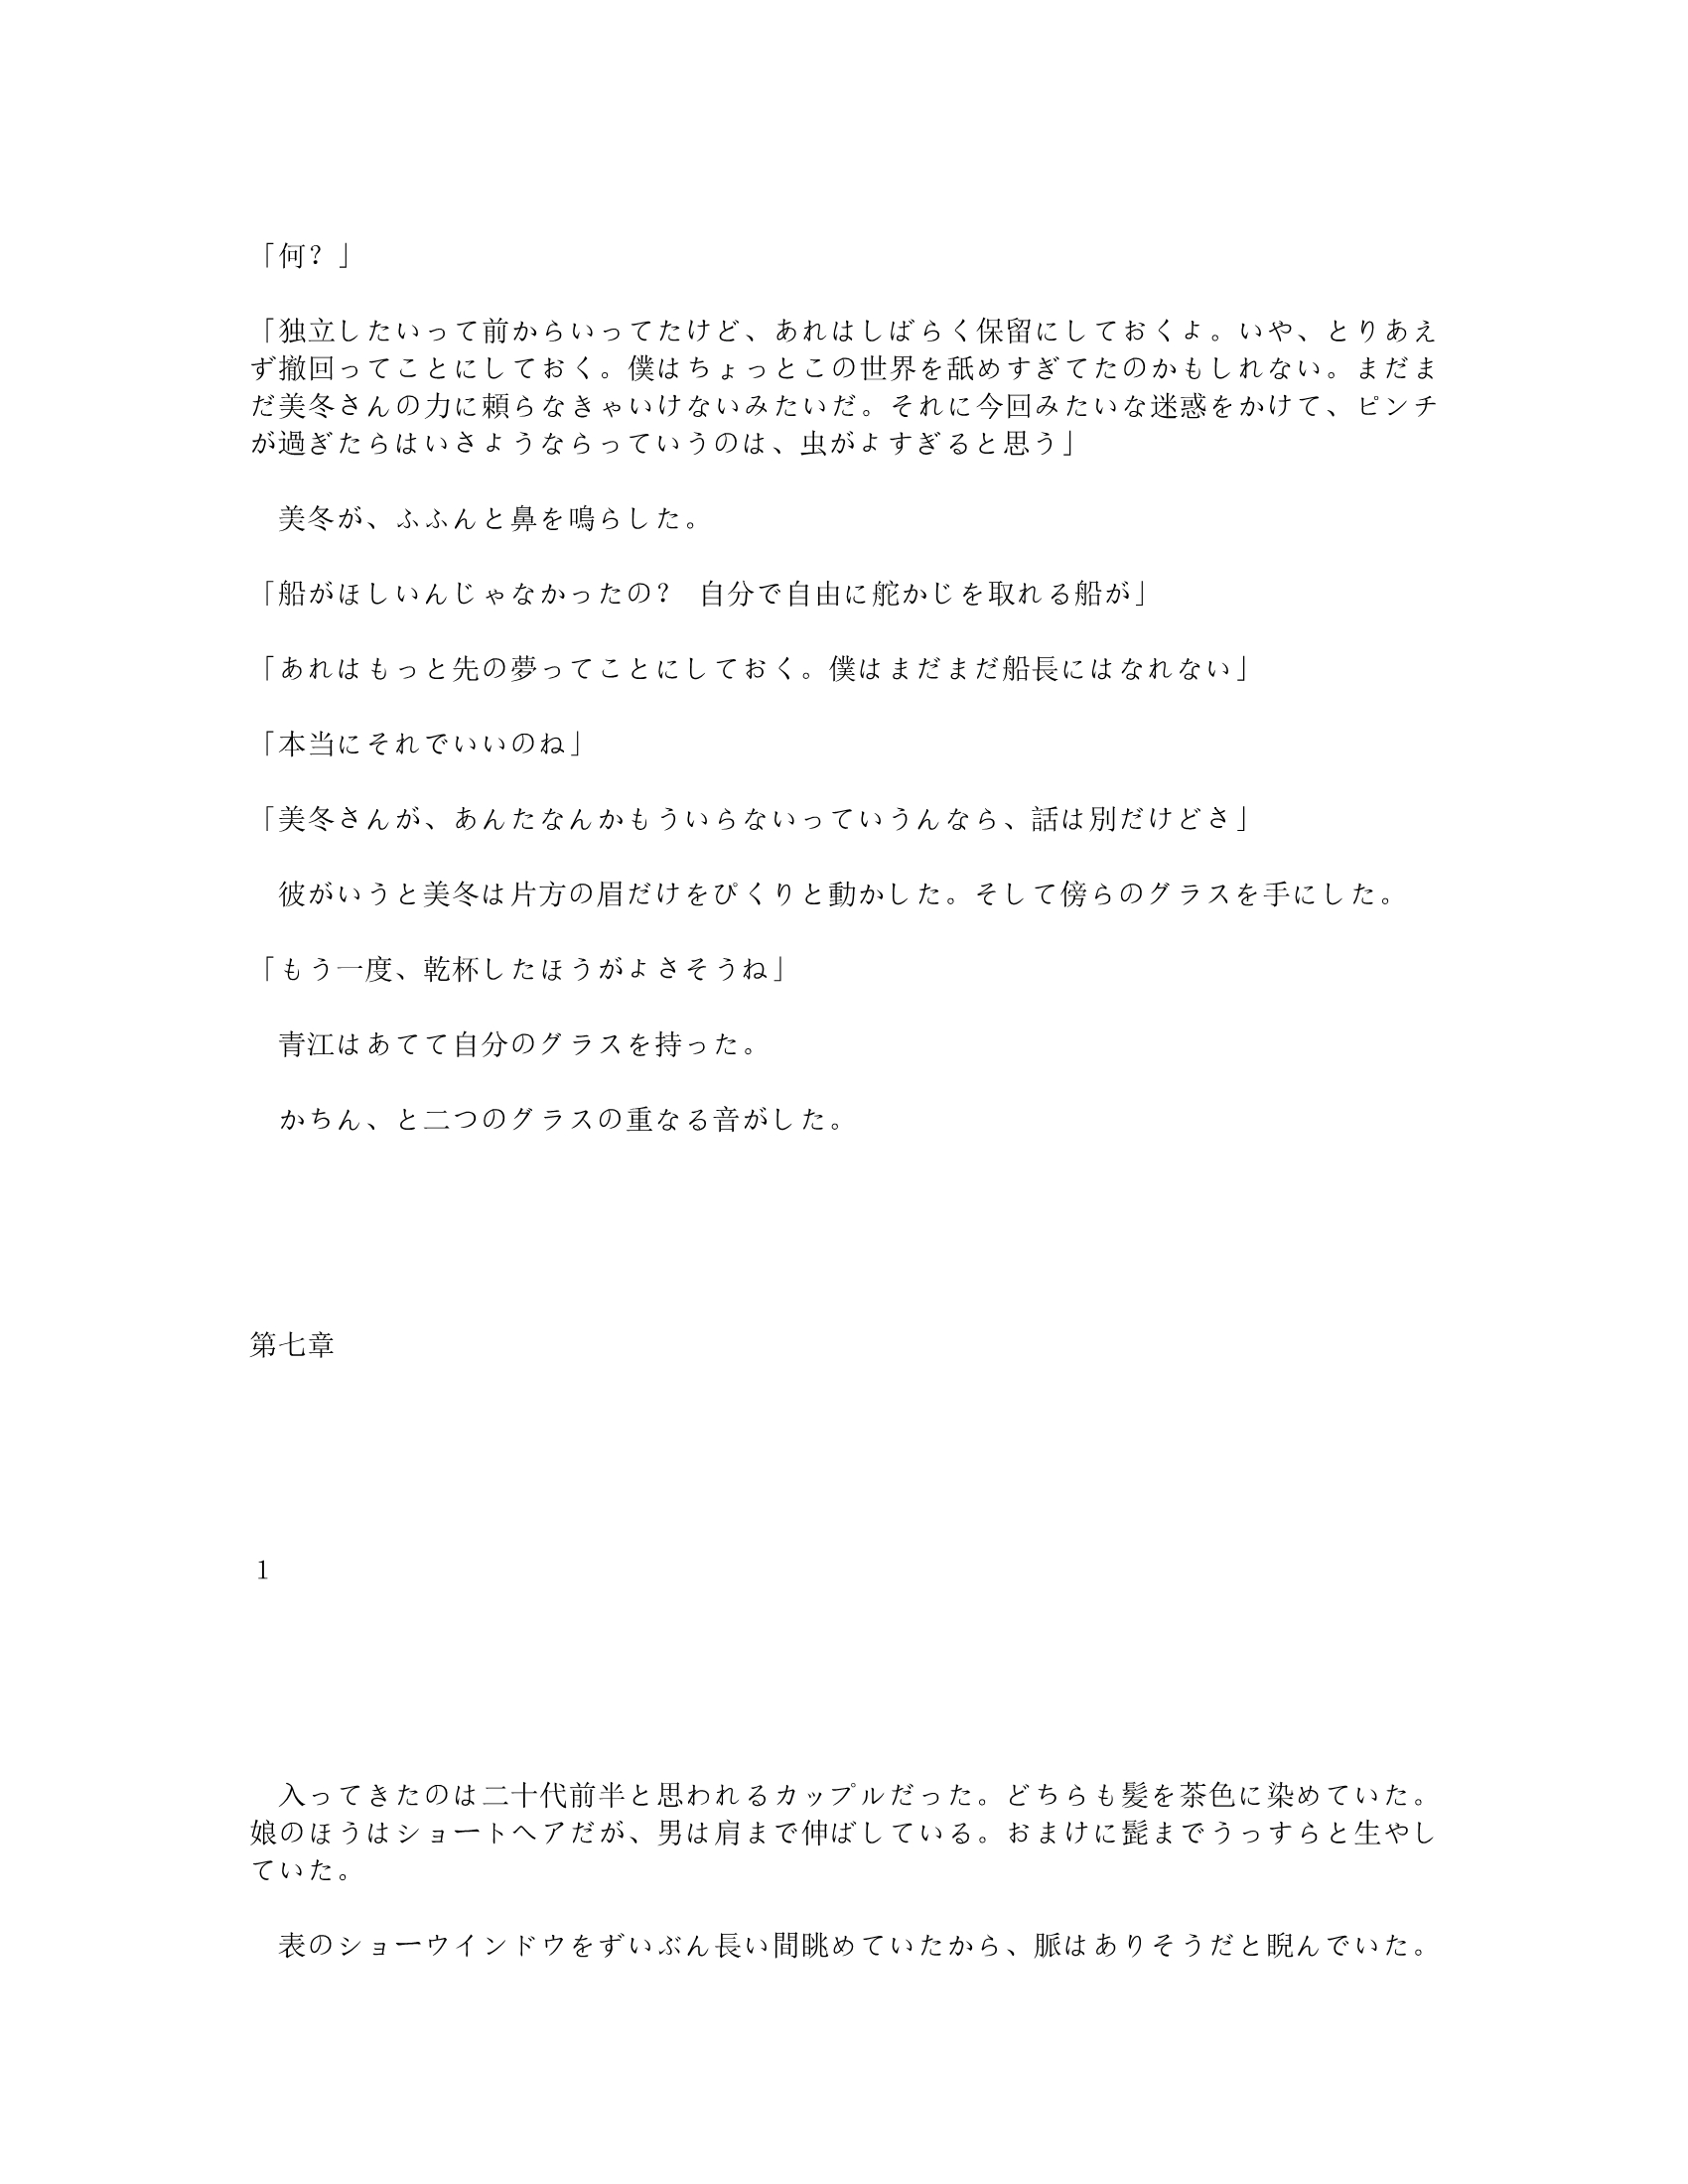 「何？」
「独立したいって前からいってたけど、あれはしばらく保留にしておくよ。いや、とりあえ
ず撤回ってことにしておく。僕はちょっとこの世界を舐めすぎてたのかもしれない。まだま
だ美冬さんの力に頼らなきゃいけないみたいだ。それに今回みたいな迷惑をかけて、ピンチ
が過ぎたらはいさようならっていうのは、虫がよすぎると思う」
　美冬が、ふふんと鼻を鳴らした。
「船がほしいんじゃなかったの？　自分で自由に舵かじを取れる船が」
「あれはもっと先の夢ってことにしておく。僕はまだまだ船長にはなれない」
「本当にそれでいいのね」
「美冬さんが、あんたなんかもういらないっていうんなら、話は別だけどさ」
　彼がいうと美冬は片方の眉だけをぴくりと動かした。そして傍らのグラスを手にした。
「もう一度、乾杯したほうがよさそうね」
　青江はあてて自分のグラスを持った。
　かちん、と二つのグラスの重なる音がした。
第七章
1
　入ってきたのは二十代前半と思われるカップルだった。どちらも髪を茶色に染めていた。
娘のほうはショートヘアだが、男は肩まで伸ばしている。おまけに髭までうっすらと生やし
ていた。
　表のショーウインドウをずいぶん長い間眺めていたから、脈はありそうだと睨んでいた。